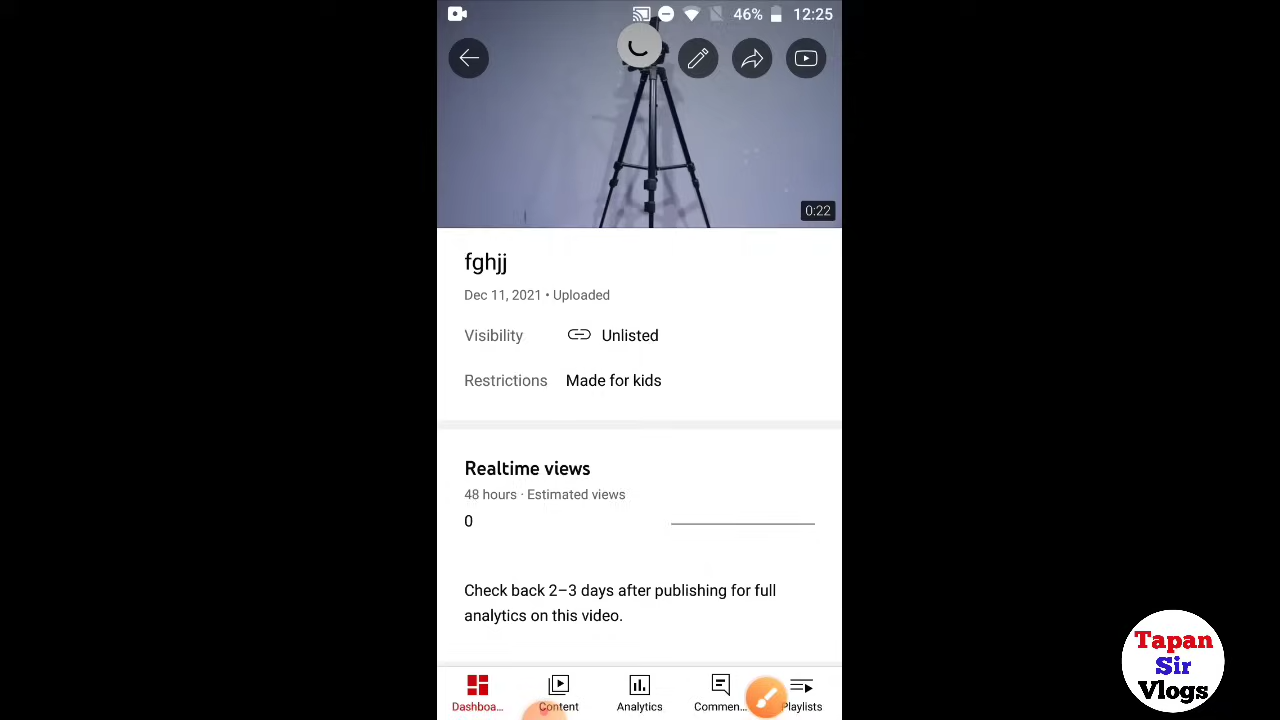 46% 12:25
0:22
fghjj
Dec 11, 2021 • Uploaded
Visibility Unlisted
Restrictions Made for kids
Realtime views
48 hours · Estimated views
0
Check back 2–3 days after publishing for full
analytics on this video.
Dashboa... Content Analytics Commen... Playlists
Tapan
Sir
Vlogs